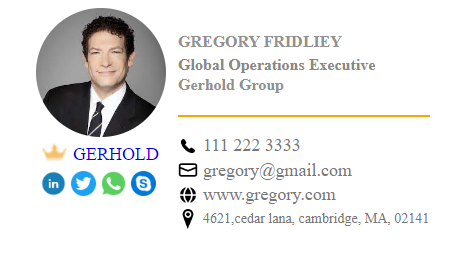 GREGORY FRIDLIEY
Global Operations Executive
Gerhold Group
GERHOLD
in
111 222 3333
gregory@gmail.com
www.gregory.com
4621,cedar lana, cambridge, MA, 02141